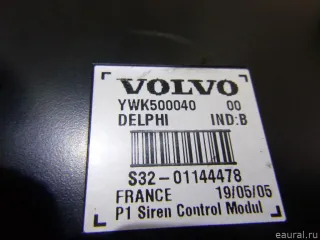 VOLVO
YWK500040 00
DELPHI IND:B
S32-01144478
FRANCE 19/05/05
P1 Siren Control Modul
eaural.ru